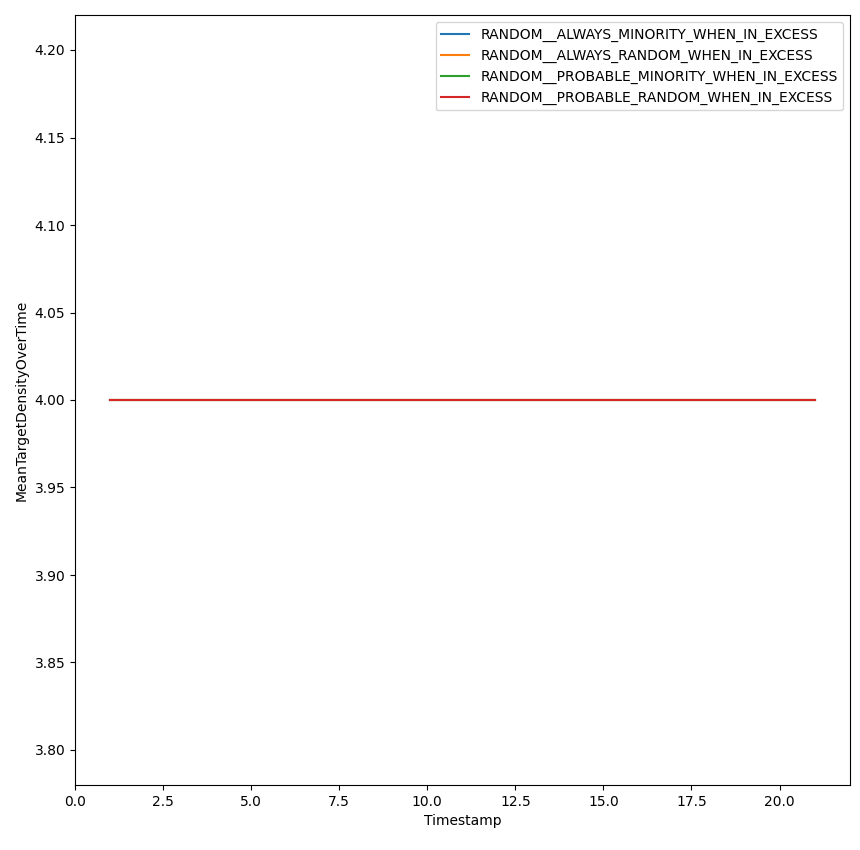 RANDOM__ALWAYS_MINORITY_WHEN_IN_EXCESS
RANDOM__ALWAYS_RANDOM_WHEN_IN_EXCESS
RANDOM__PROBABLE_MINORITY_WHEN_IN_EXCESS
RANDOM__PROBABLE_RANDOM_WHEN_IN_EXCESS
MeanTargetDensityOverTime
4.20
4.15
4.10
4.05
4.00
3.95
3.90
3.85
3.80
0.0 2.5 5.0 7.5 10.0 12.5 15.0 17.5 20.0
Timestamp